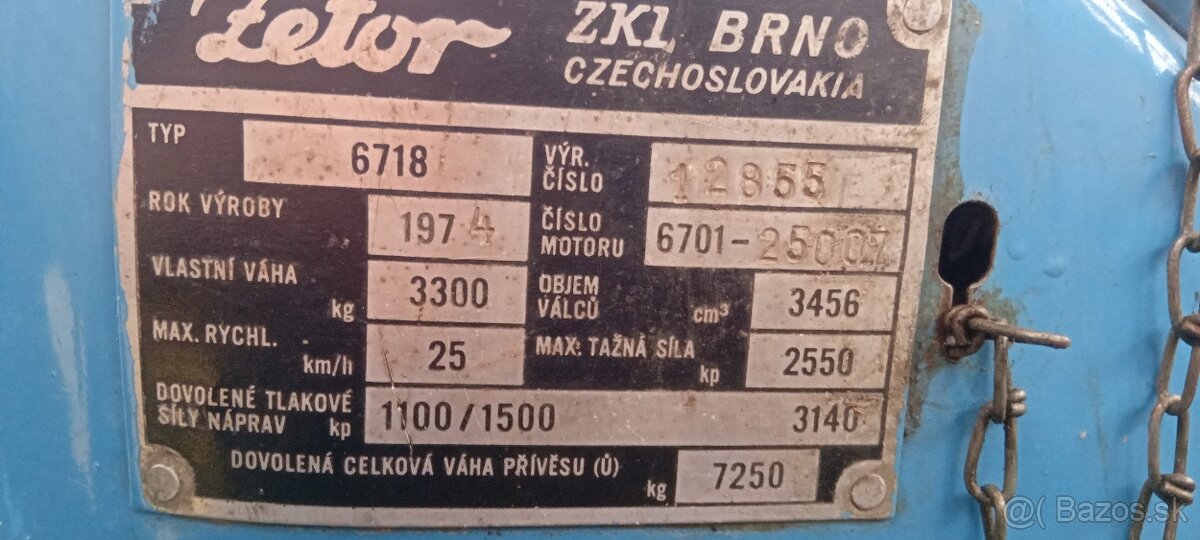 Zetor ZKL BRNO
CZECHOSLOVAKIA
TYP 6718
VÝR. ČÍSLO 12855
ROK VÝROBY 1974
ČÍSLO MOTORU 6701-25007
VLASTNÍ VÁHA kg 3300
OBJEM VÁLCŮ cm³ 3456
MAX. RYCHL. km/h 25
MAX. TAŽNÁ SÍLA kp 2550
DOVOLENÉ TLAKOVÉ SÍLY NÁPRAV kp 1100/1500 3140
DOVOLENÁ CELKOVÁ VÁHA PŘÍVĚSU (Ů) kg 7250
@ Bazos.sk